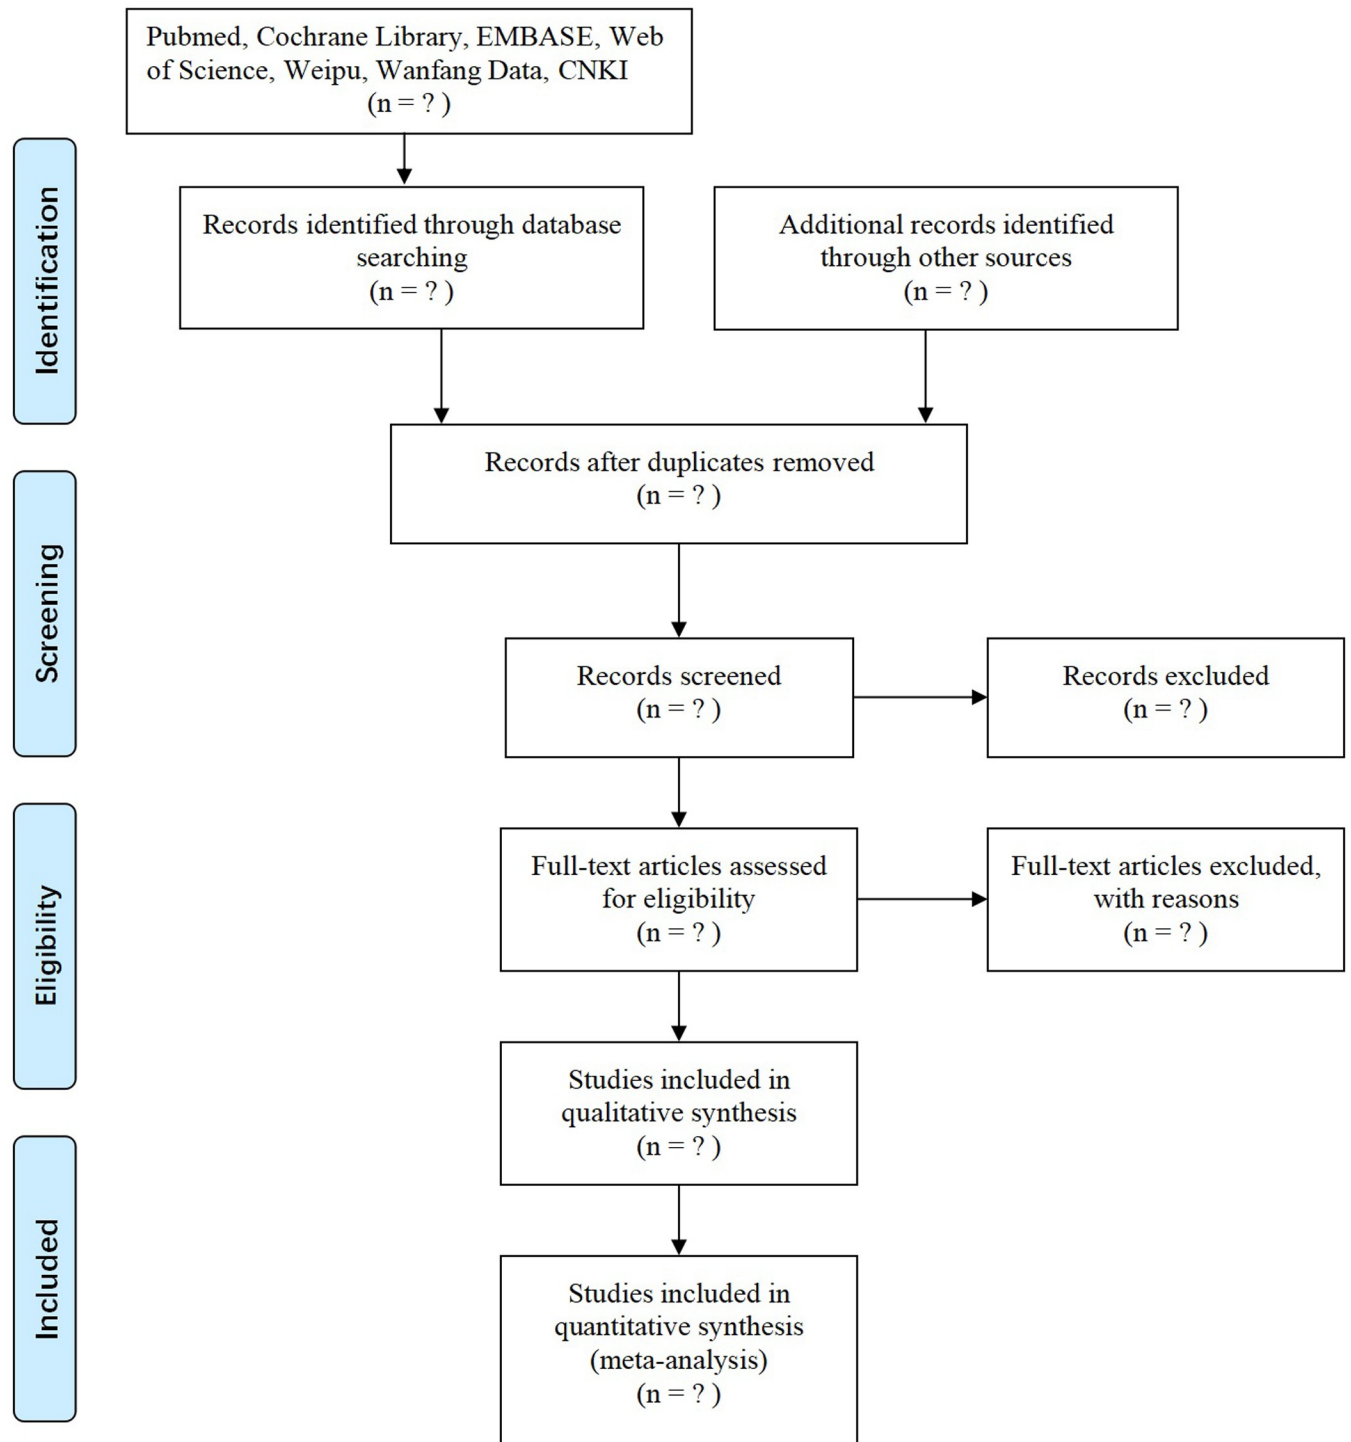 Pubmed, Cochrane Library, EMBASE, Web
of Science, Weipu, Wanfang Data, CNKI
(n = ? )
Identification
Records identified through database
searching
(n = ? )
Additional records identified
through other sources
(n = ? )
Records after duplicates removed
(n = ? )
Screening
Records screened
(n = ? )
Records excluded
(n = ? )
Eligibility
Full-text articles assessed
for eligibility
(n = ? )
Full-text articles excluded,
with reasons
(n = ? )
Studies included in
qualitative synthesis
(n = ? )
Included
Studies included in
quantitative synthesis
(meta-analysis)
(n = ? )